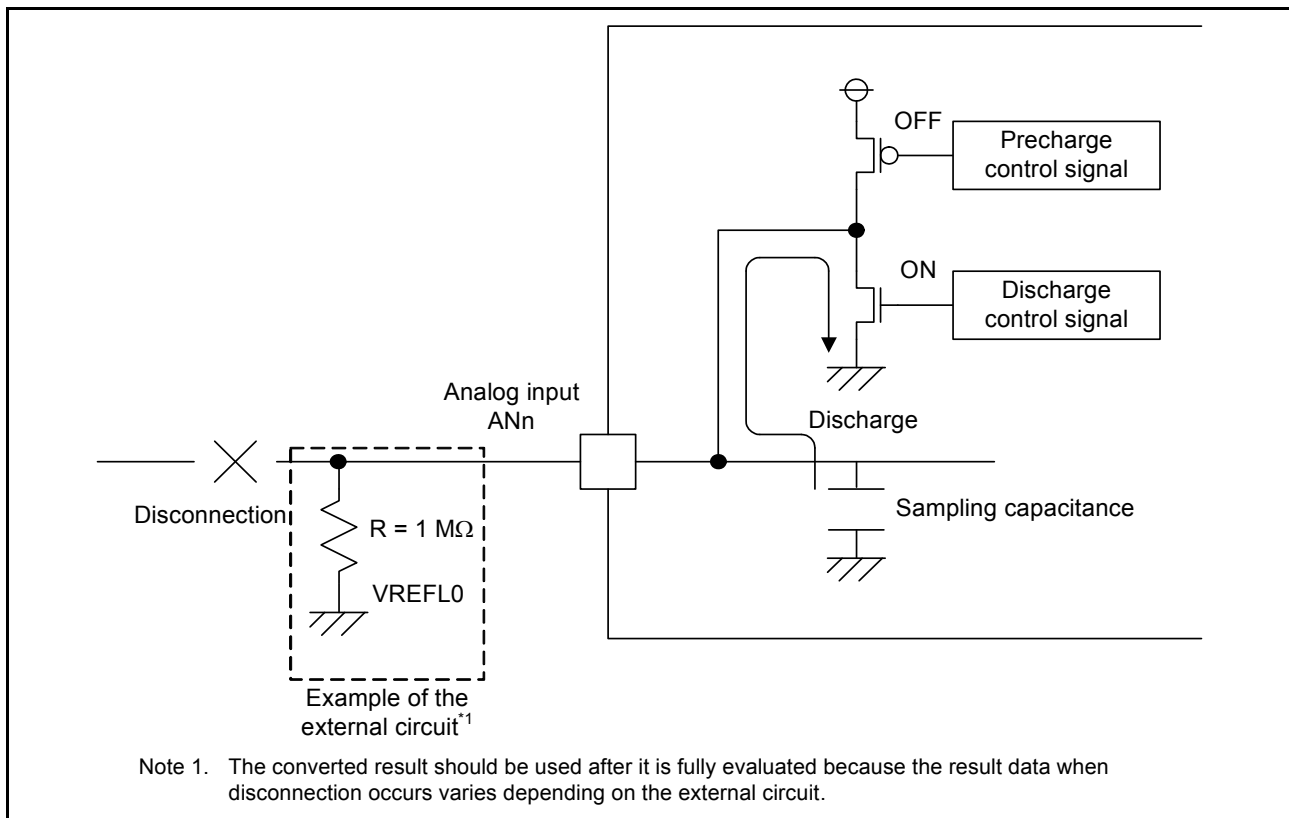 OFF
Precharge
control signal
ON
Discharge
control signal
Analog input
ANn
Discharge
Disconnection
R = 1 MΩ
Sampling capacitance
VREFL0
Example of the
external circuit*1
Note 1. The converted result should be used after it is fully evaluated because the result data when
disconnection occurs varies depending on the external circuit.